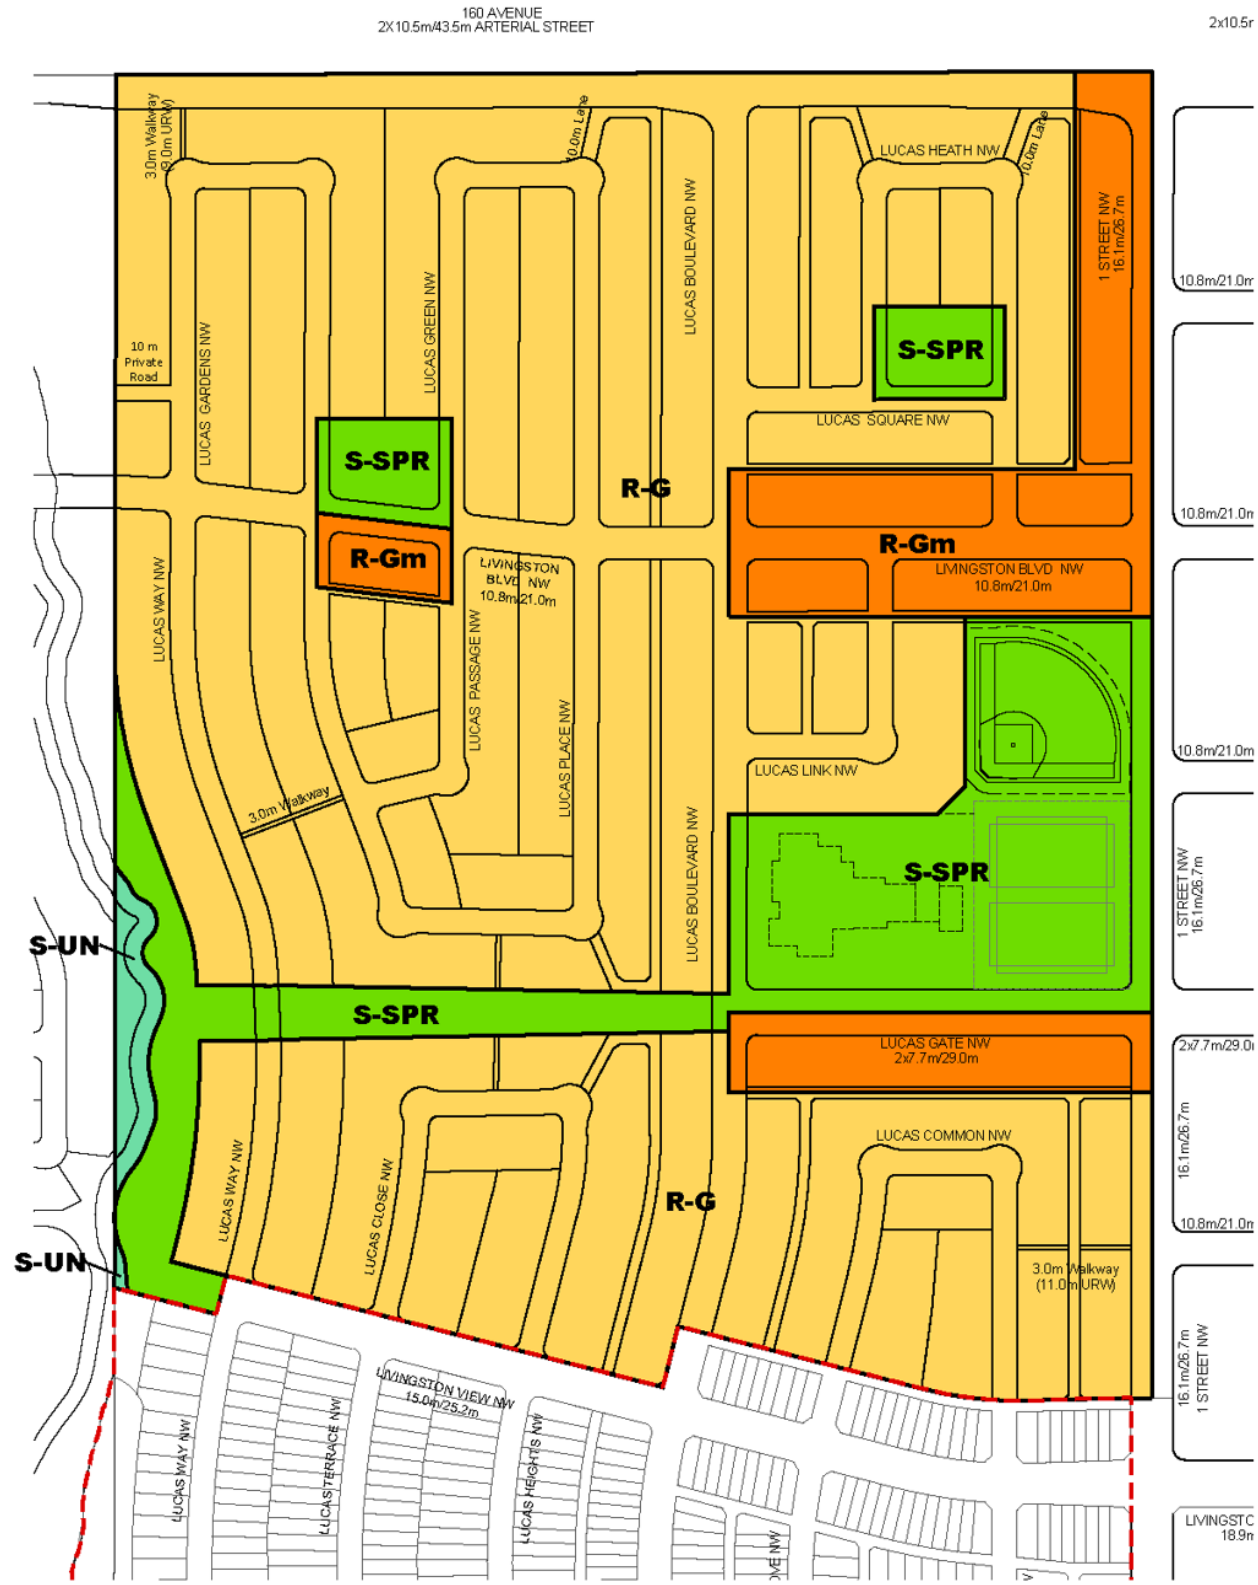 160 AVENUE
2X10.5m/43.5m ARTERIAL STREET
2x10.5m
3.0m Walkway
(9.0m URW)
10.0m Lane
LUCAS HEATH NW
10.0m Lane
1 STREET NW
16.1m/26.7m
10.8m/21.0m
LUCAS BOULEVARD NW
LUCAS GREEN NW
LUCAS GARDENS NW
10 m
Private
Road
S-SPR
LUCAS SQUARE NW
S-SPR
R-G
10.8m/21.0m
R-Gm
R-Gm
LIVINGSTON
BLVD NW
10.8m/21.0m
LIVINGSTON BLVD NW
10.8m/21.0m
LUCAS WAY NW
LUCAS PASSAGE NW
LUCAS PLACE NW
10.8m/21.0m
LUCAS LINK NW
3.0m Walkway
LUCAS BOULEVARD NW
S-SPR
1 STREET NW
16.1m/26.7m
S-UN
S-SPR
LUCAS GATE NW
2x7.7m/29.0m
2x7.7m/29.0
16.1m/26.7m
LUCAS COMMON NW
LUCAS WAY NW
LUCAS CLOSE NW
R-G
10.8m/21.0m
S-UN
3.0m Walkway
(11.0m URW)
16.1m/26.7m
1 STREET NW
LIVINGSTON VIEW NW
15.0m/25.2m
LUCAS WAY NW
LUCAS TERRACE NW
LUCAS HEIGHTS NW
OVE NW
W
LIVINGSTO
18.9m